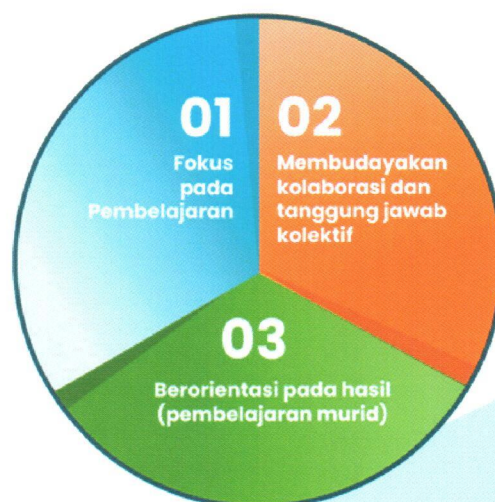 01
Fokus
pada
Pembelajaran
02
Membudayakan
kolaborasi dan
tanggung jawab
kolektif
03
Berorientasi pada hasil
(pembelajaran murid)